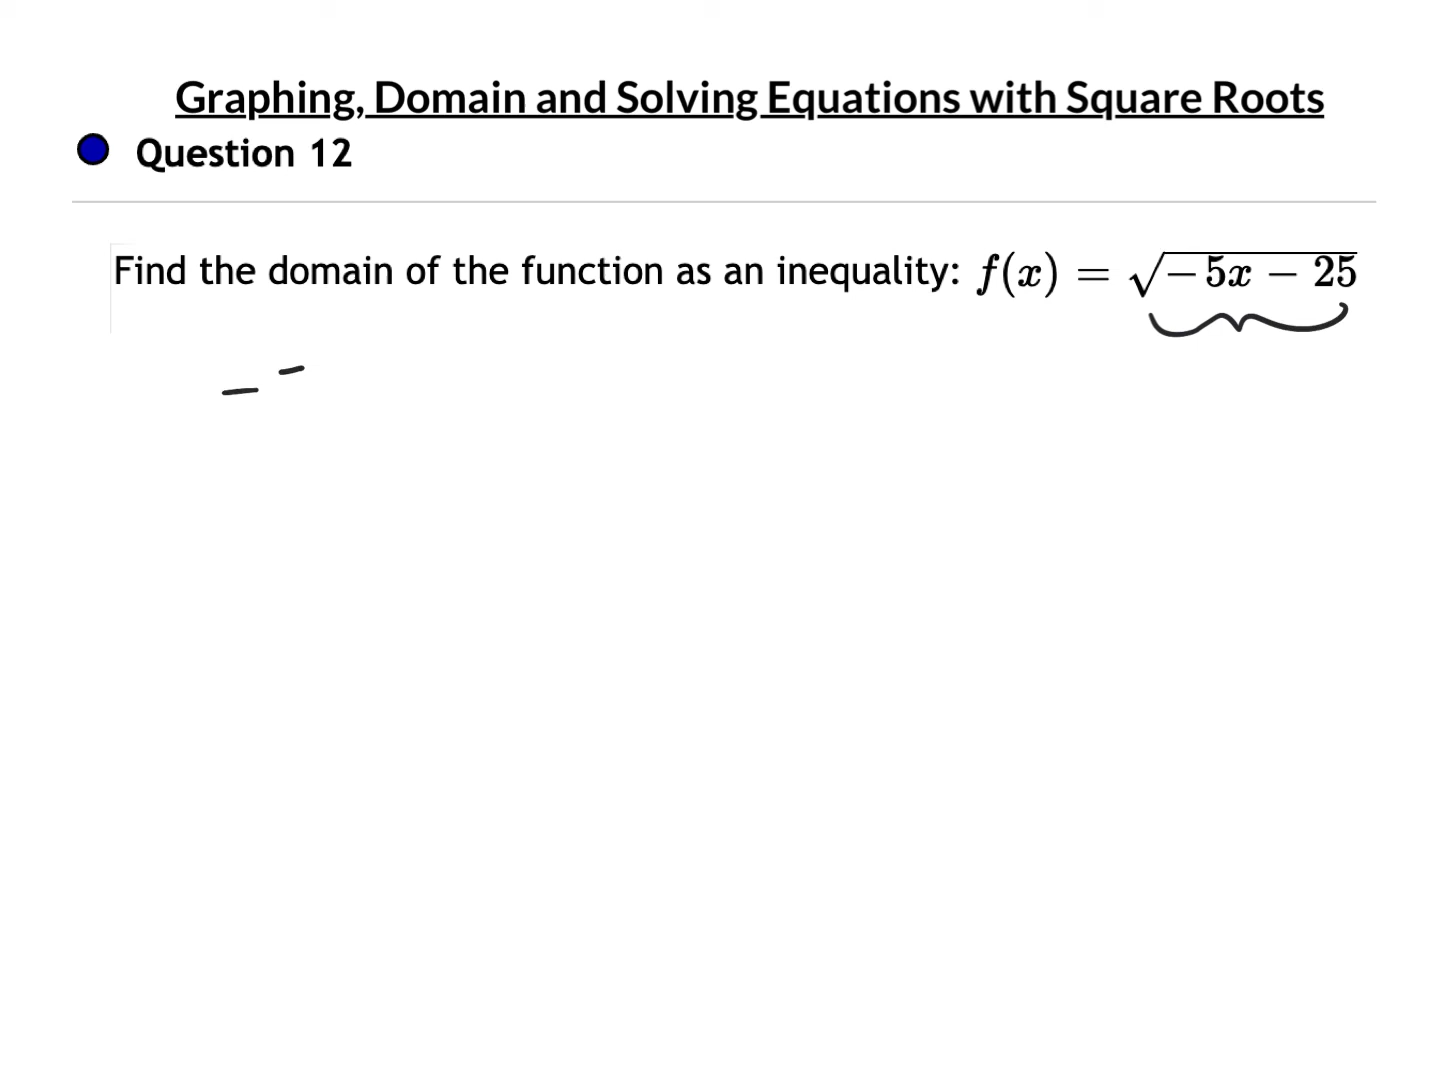 Graphing, Domain and Solving Equations with Square Roots
Question 12
Find the domain of the function as an inequality: f(x) = √(−5x − 25)